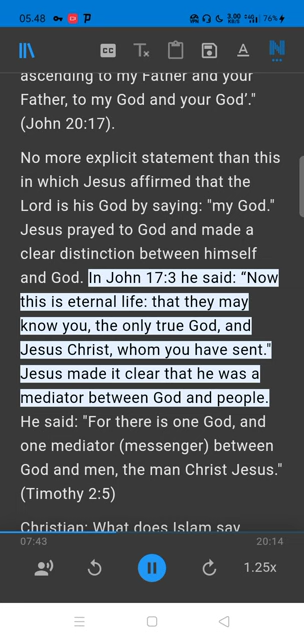 05.48
3,00
KB/S
4G
76%
CC
T
A
N
ascending to my Father and your
Father, to my God and your God’."
(John 20:17).
No more explicit statement than this
in which Jesus affirmed that the
Lord is his God by saying: "my God."
Jesus prayed to God and made a
clear distinction between himself
and God. In John 17:3 he said: “Now
this is eternal life: that they may
know you, the only true God, and
Jesus Christ, whom you have sent."
Jesus made it clear that he was a
mediator between God and people.
He said: "For there is one God, and
one mediator (messenger) between
God and men, the man Christ Jesus."
(Timothy 2:5)
Christian: What does Islam say
07:43
20:14
1.25x